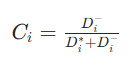 $C_i = \frac{D_i^-}{D_i^* + D_i^-}$